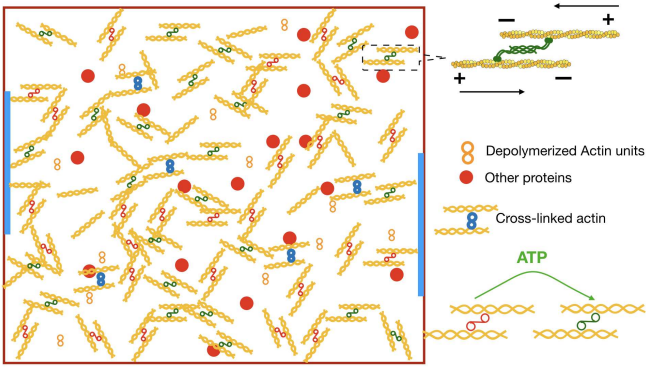 − +
+ −
Depolymerized Actin units
Other proteins
Cross-linked actin
ATP